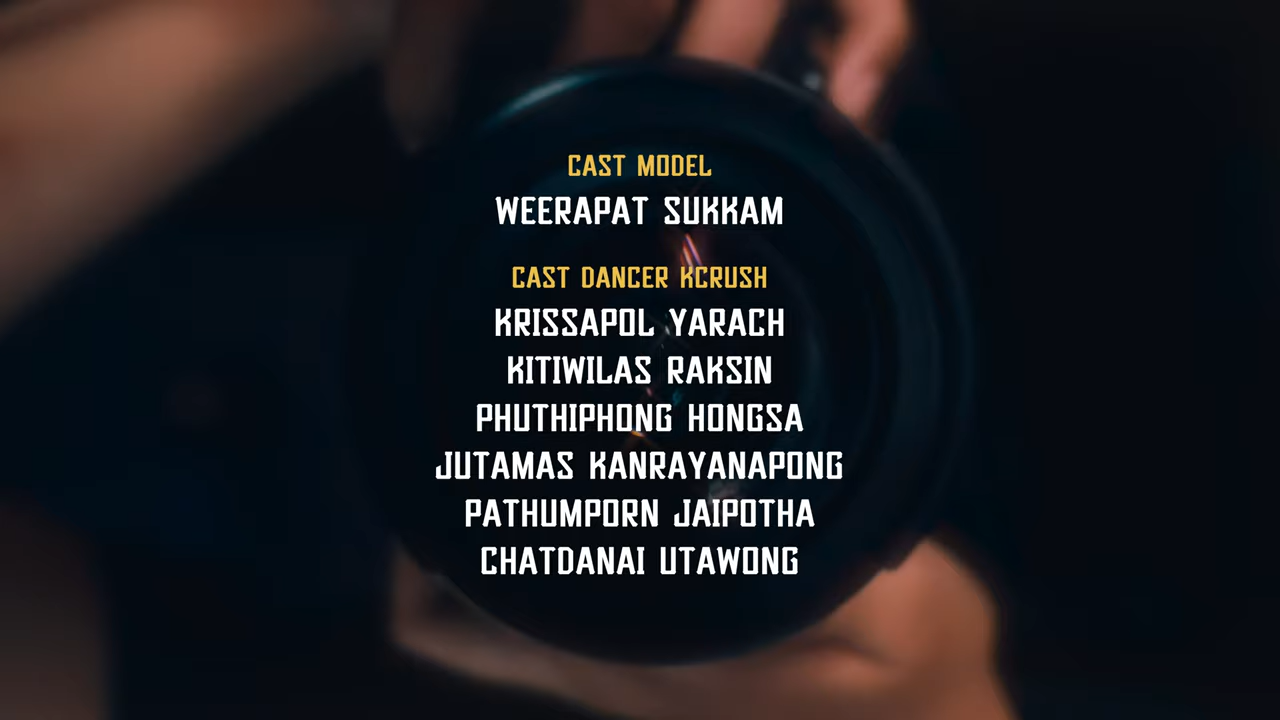 CAST MODEL
WEERAPAT SUKKAM
CAST DANCER KCRUSH
KRISSAPOL YARACH
KITIWILAS RAKSIN
PHUTHIPHONG HONGSA
JUTAMAS KANRAYANAPONG
PATHUMPORN JAIPOTHA
CHATDANAI UTAWONG